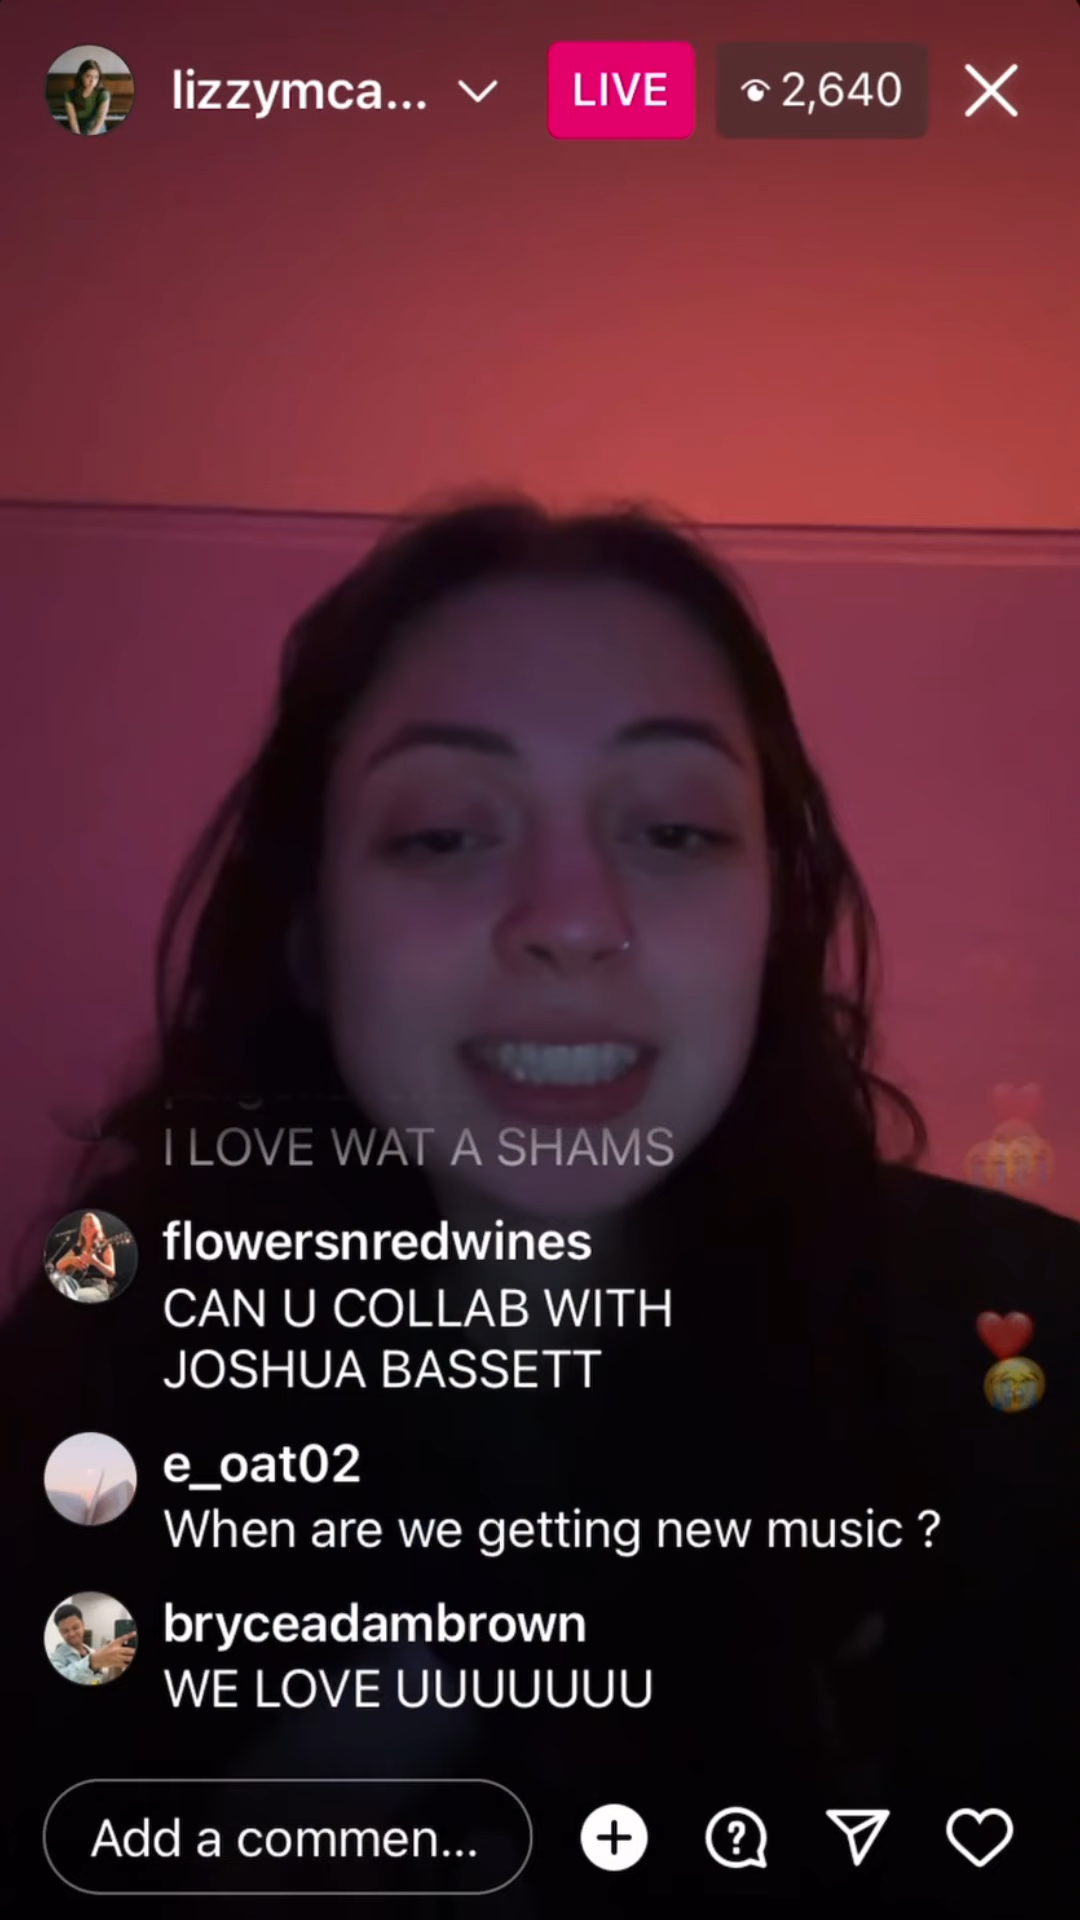 lizzymca...
LIVE
2,640
I LOVE WAT A SHAMS
flowersnredwines
CAN U COLLAB WITH
JOSHUA BASSETT
e_oat02
When are we getting new music ?
bryceadambrown
WE LOVE UUUUUUU
Add a commen...